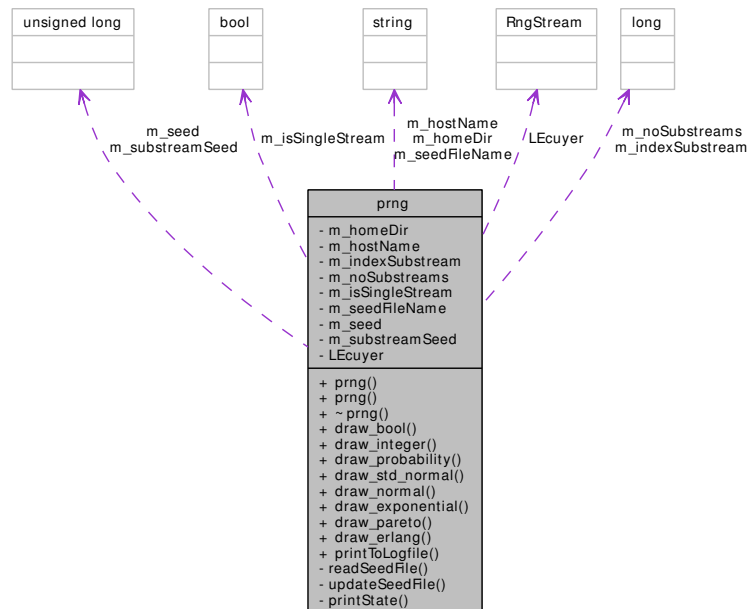 unsigned long
bool
string
RngStream
long
m_seed
m_substreamSeed
m_isSingleStream
m_hostName
m_homeDir
m_seedFileName
LEcuyer
m_noSubstreams
m_indexSubstream
prng
- m_homeDir
- m_hostName
- m_indexSubstream
- m_noSubstreams
- m_isSingleStream
- m_seedFileName
- m_seed
- m_substreamSeed
- LEcuyer
+ prng()
+ prng()
+ ~prng()
+ draw_bool()
+ draw_integer()
+ draw_probability()
+ draw_std_normal()
+ draw_normal()
+ draw_exponential()
+ draw_pareto()
+ draw_erlang()
+ printToLogfile()
- readSeedFile()
- updateSeedFile()
- printState()